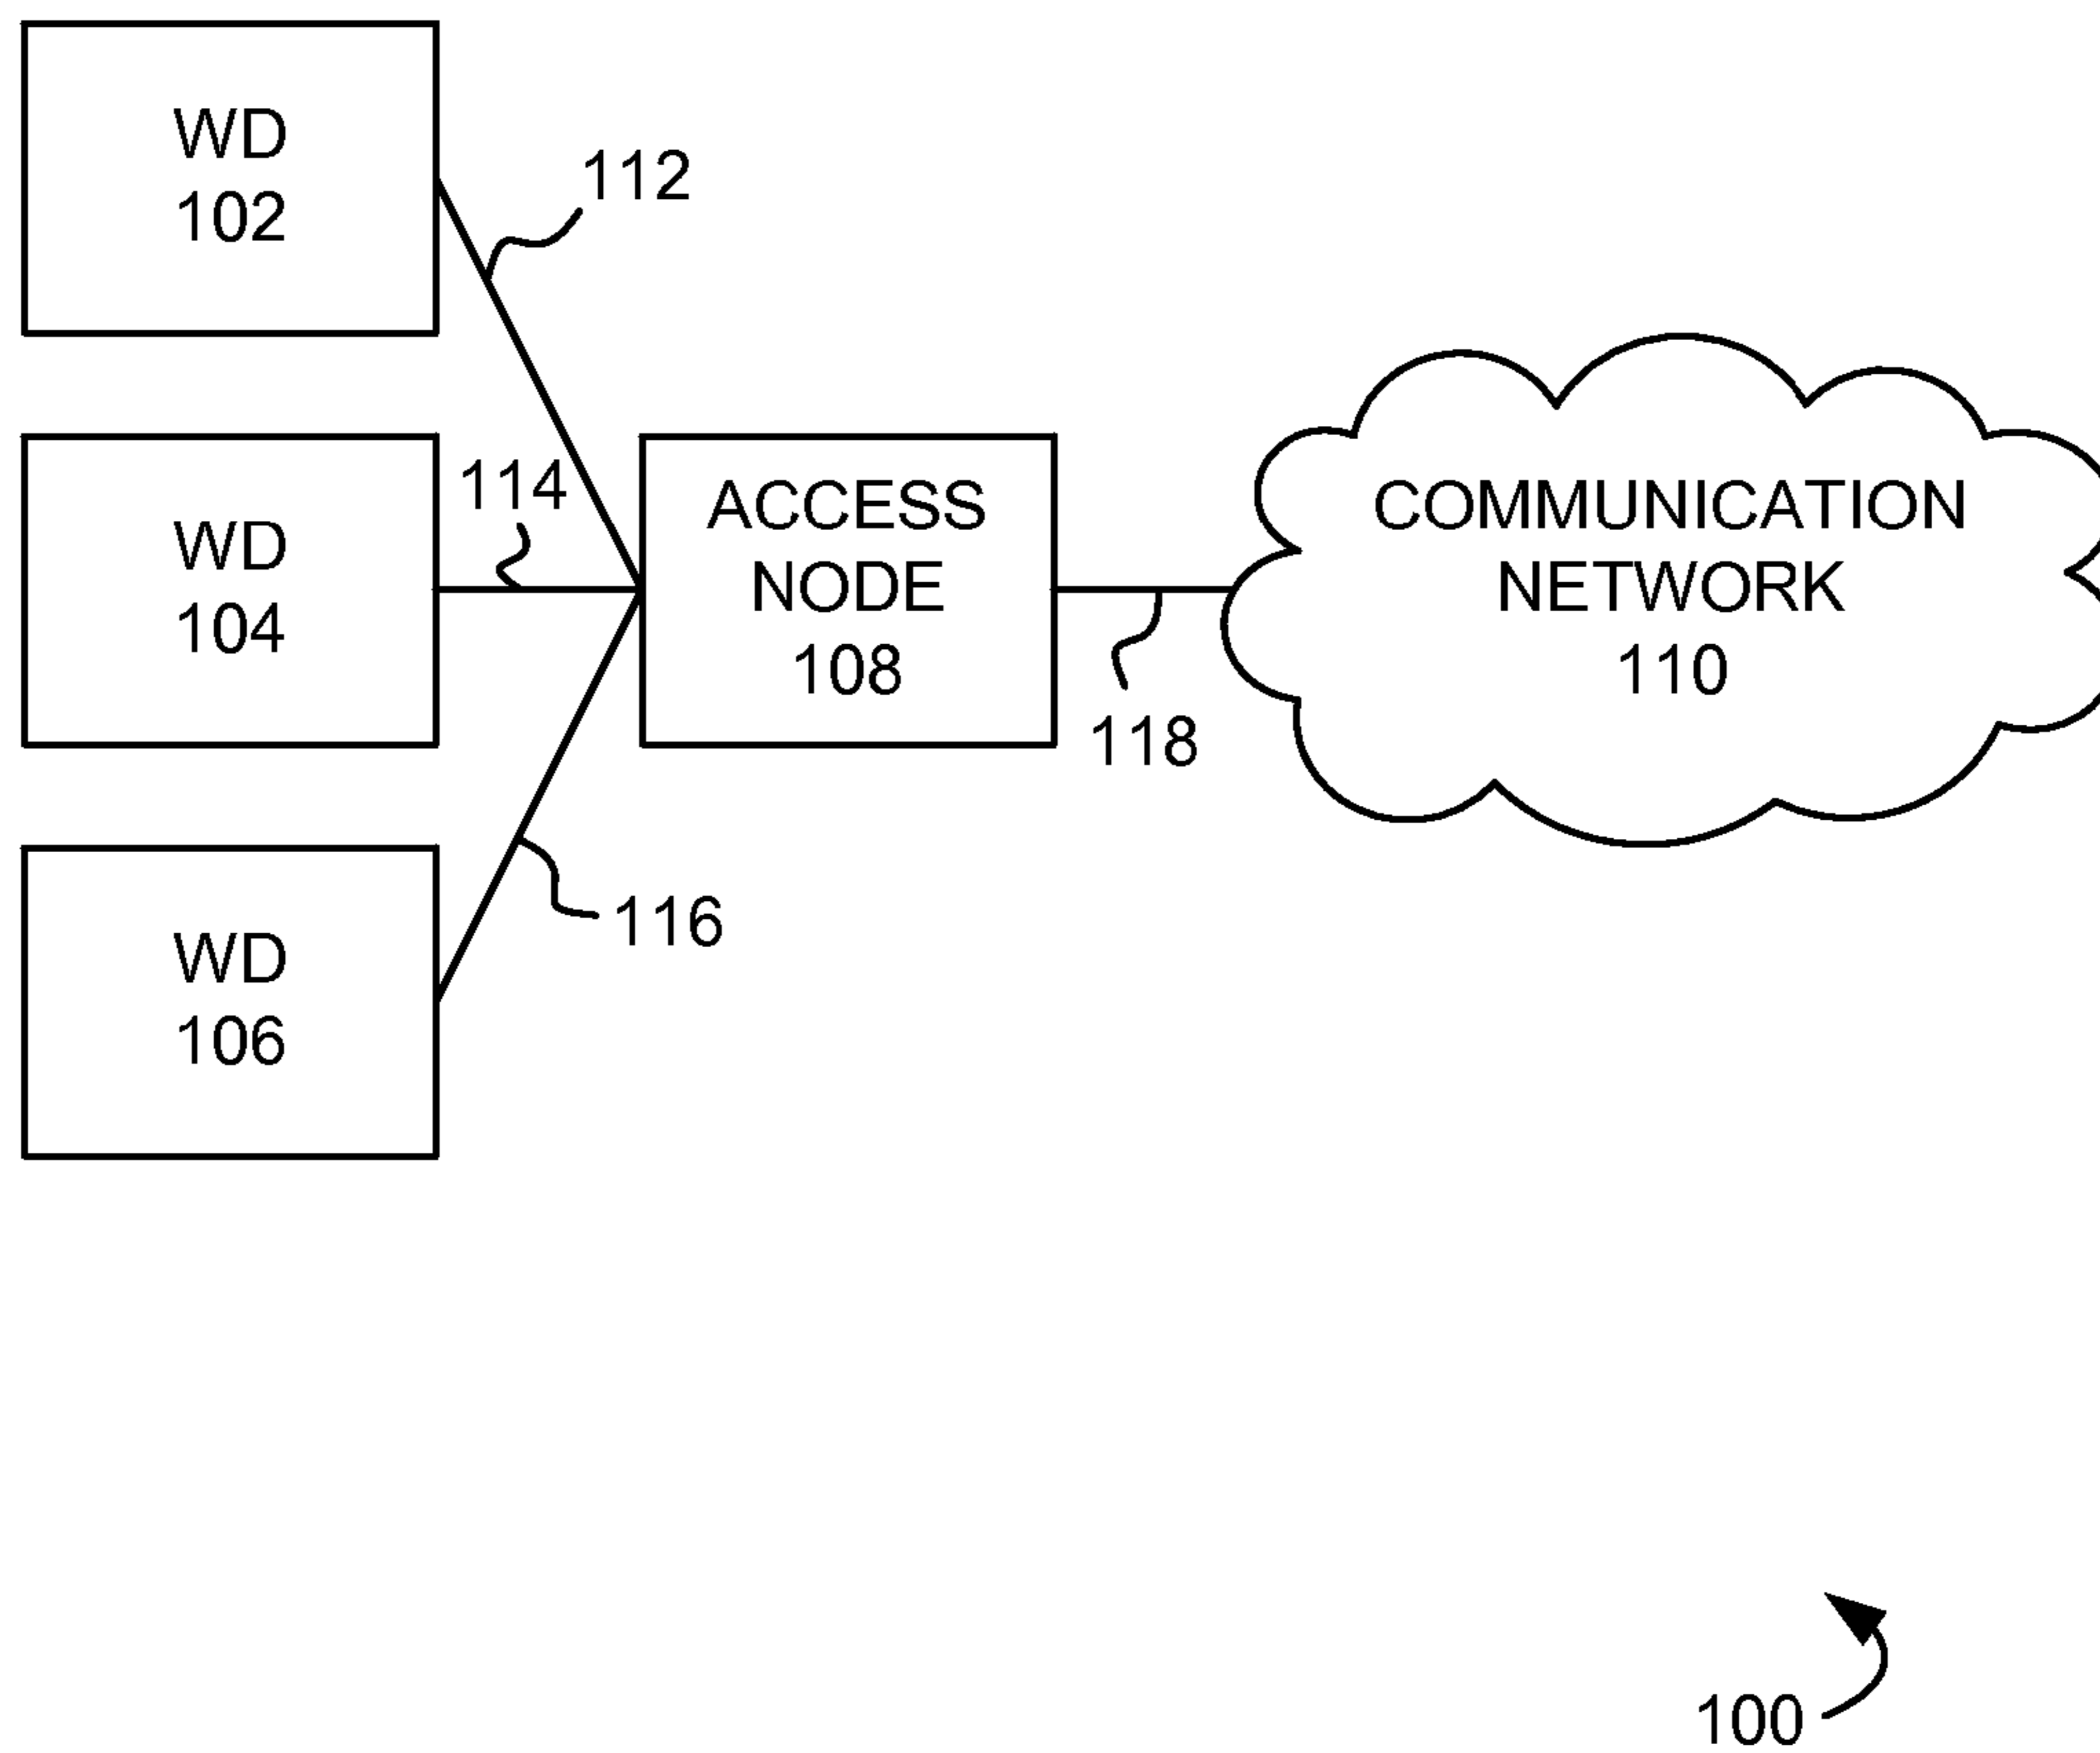 WD
102
112
WD
104
114
ACCESS
NODE
108
118
COMMUNICATION
NETWORK
110
WD
106
116
100